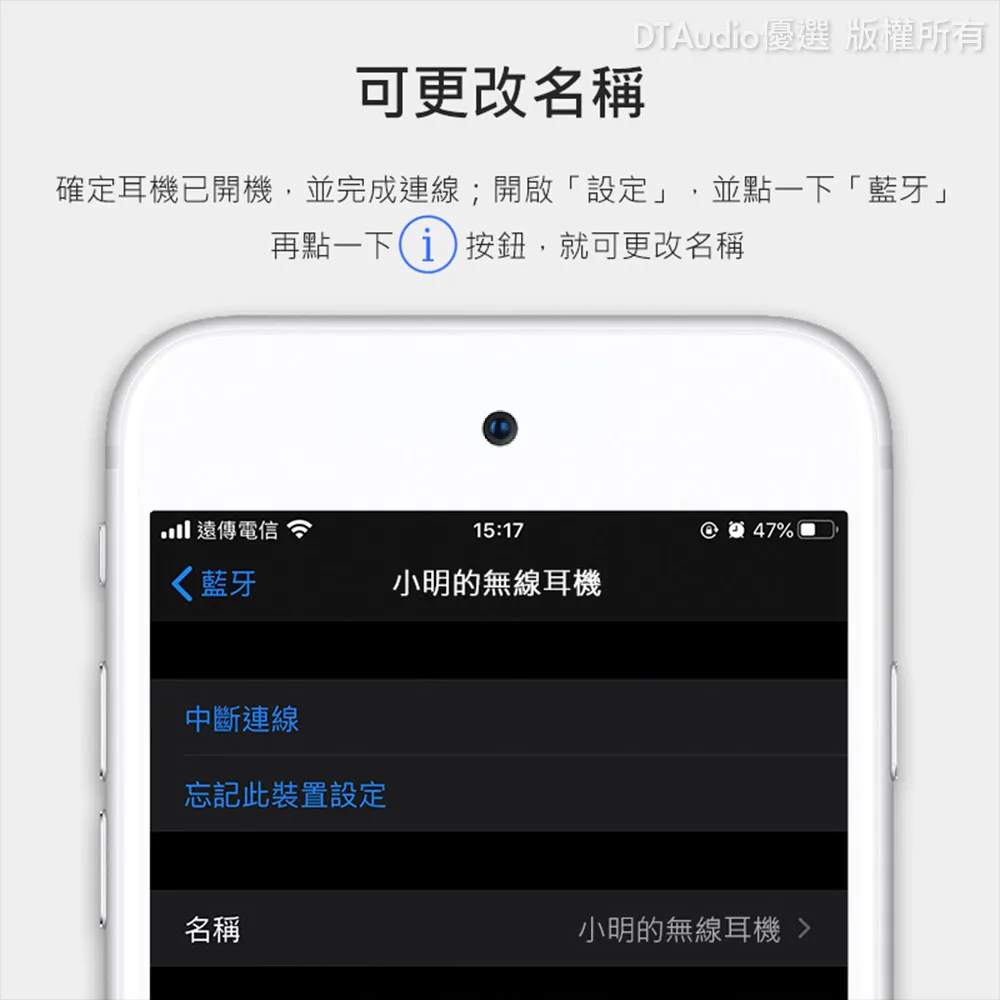 DTAudio優選 版權所有
可更改名稱
確定耳機已開機，並完成連線；開啟「設定」，並點一下「藍牙」
再點一下 i 按鈕，就可更改名稱
遠傳電信 15:17 47%
藍牙 小明的無線耳機
中斷連線
忘記此裝置設定
名稱 小明的無線耳機